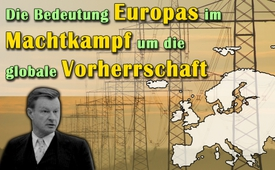 Die Bedeutung Europas im
Machtkampf um die
globale Vorherrschaft